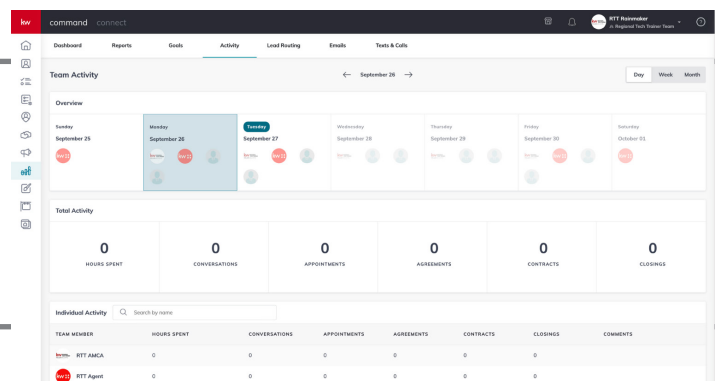 kw command connect RTT Rainmaker
A Regional Tech Trainer Team
Dashboard Reports Goals Activity Lead Routing Emails Texts & Calls
Team Activity ← September 26 → Day Week Month
Overview
Sunday Monday Tuesday Wednesday Thursday Friday Saturday
September 25 September 26 September 27 September 28 September 29 September 30 October 01
Total Activity
0 0 0 0 0 0
HOURS SPENT CONVERSATIONS APPOINTMENTS AGREEMENTS CONTRACTS CLOSINGS
Individual Activity Search by name
TEAM MEMBER HOURS SPENT CONVERSATIONS APPOINTMENTS AGREEMENTS CONTRACTS CLOSINGS COMMENTS
RTT AMCA 0 0 0 0 0 0
kw RTT Agent 0 0 0 0 0 0